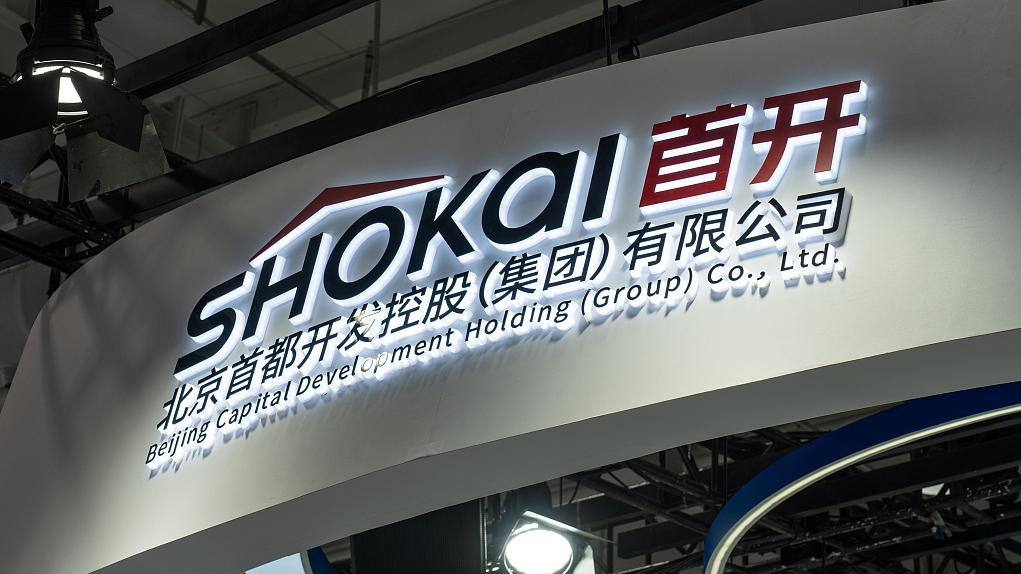 SHOKAI 首开
北京首都开发控股(集团)有限公司
Beijing Capital Development Holding (Group) Co., Ltd.